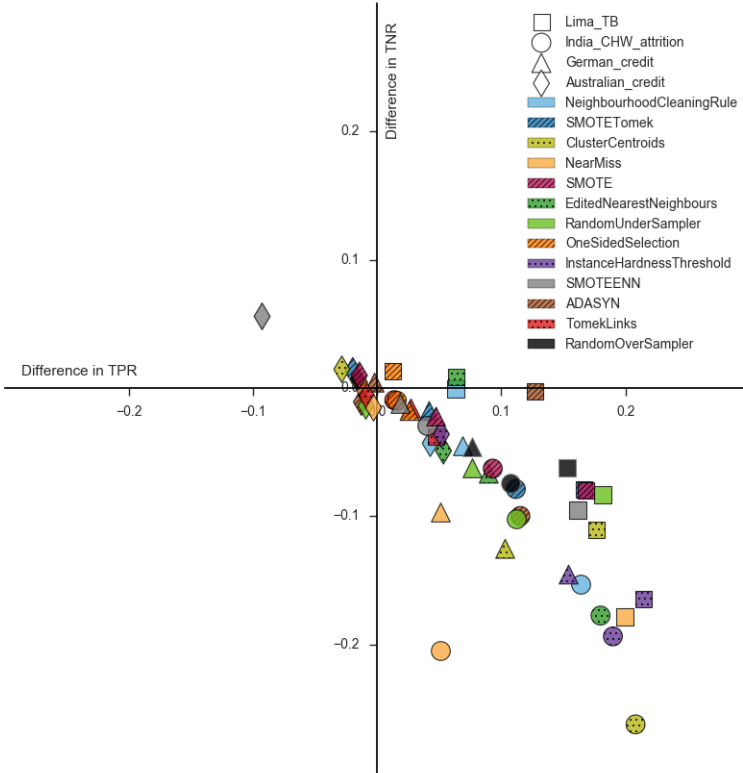 Difference in TNR
Lima_TB
India_CHW_attrition
German_credit
Australian_credit
NeighbourhoodCleaningRule
SMOTETomek
ClusterCentroids
NearMiss
SMOTE
EditedNearestNeighbours
RandomUnderSampler
OneSidedSelection
InstanceHardnessThreshold
SMOTEENN
ADASYN
TomekLinks
RandomOverSampler
0.2
0.1
Difference in TPR
0.0
−0.2 −0.1 0.1 0.2
−0.1
−0.2